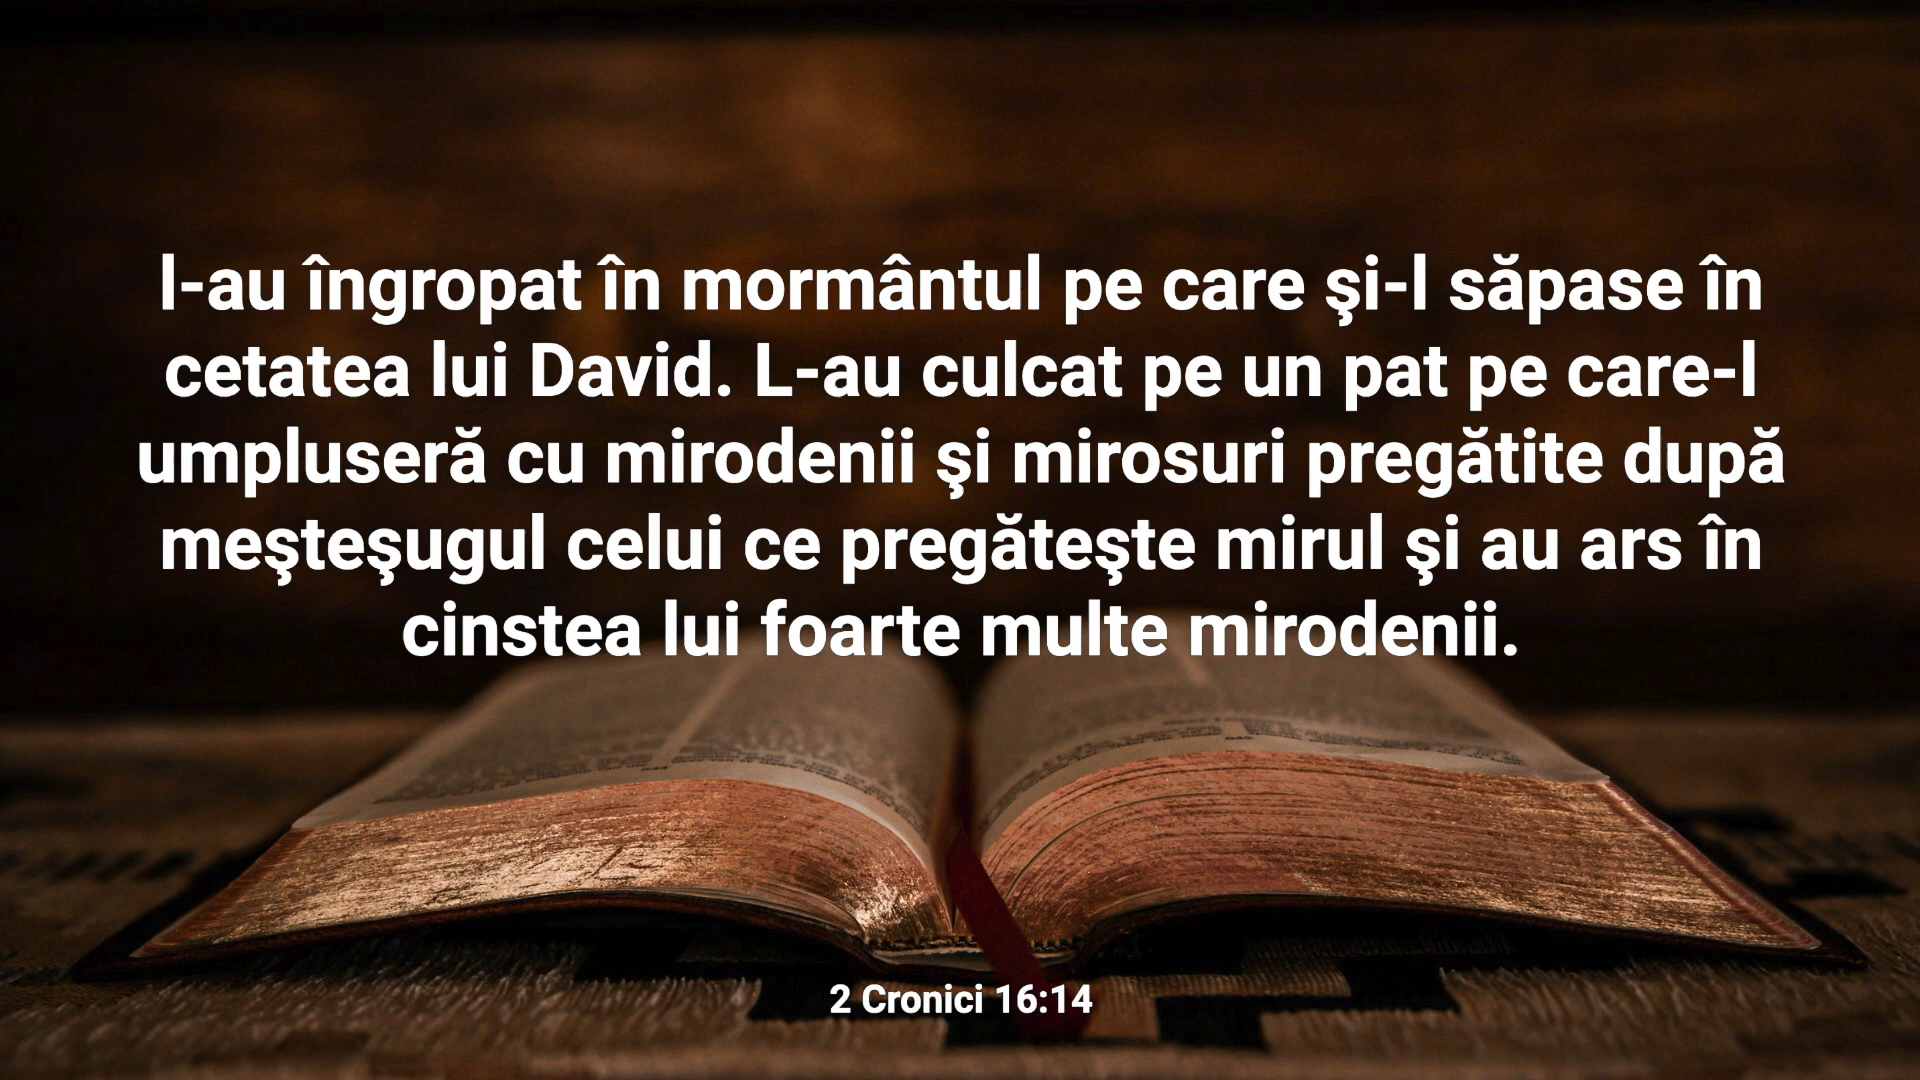 l-au îngropat în mormântul pe care şi-l săpase în
cetatea lui David. L-au culcat pe un pat pe care-l
umpluseră cu mirodenii şi mirosuri pregătite după
meşteşugul celui ce pregăteşte mirul şi au ars în
cinstea lui foarte multe mirodenii.
2 Cronici 16:14